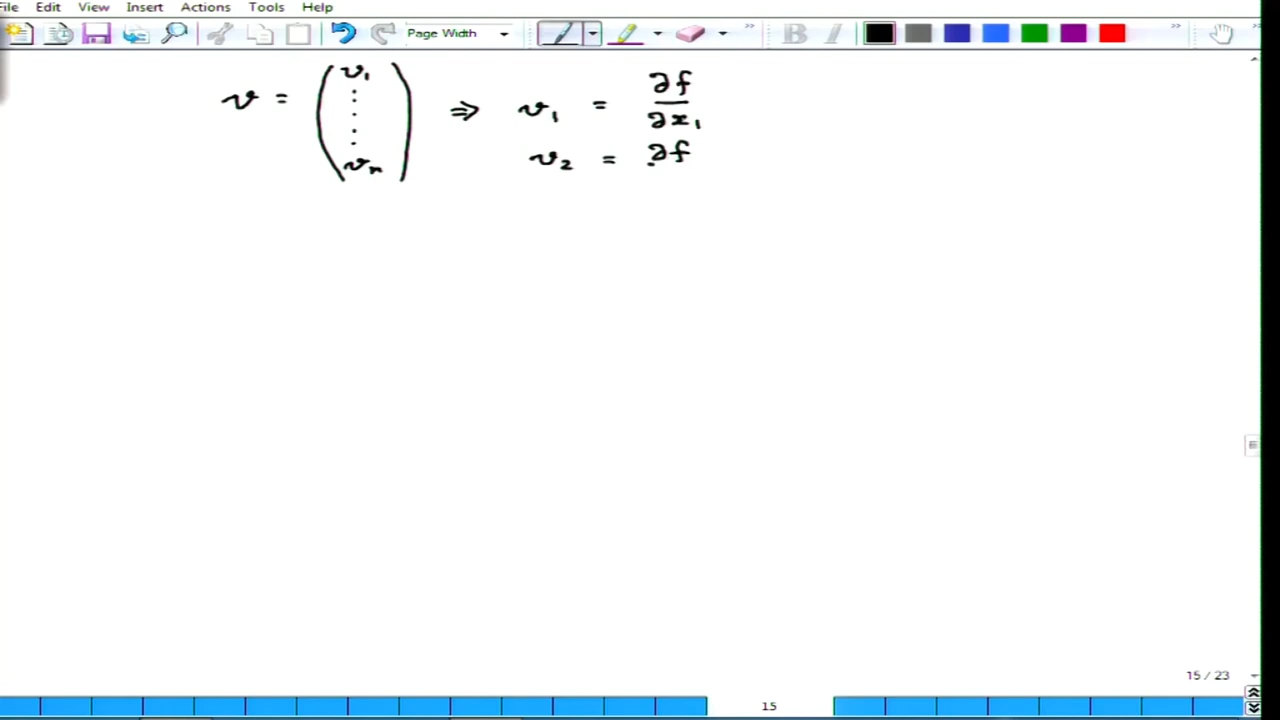 File Edit View Insert Actions Tools Help
Page Width B I
v = (v₁ ⋮ vₙ) ⇒ v₁ = ∂f/∂x₁
v₂ = ∂f
15 / 23
15